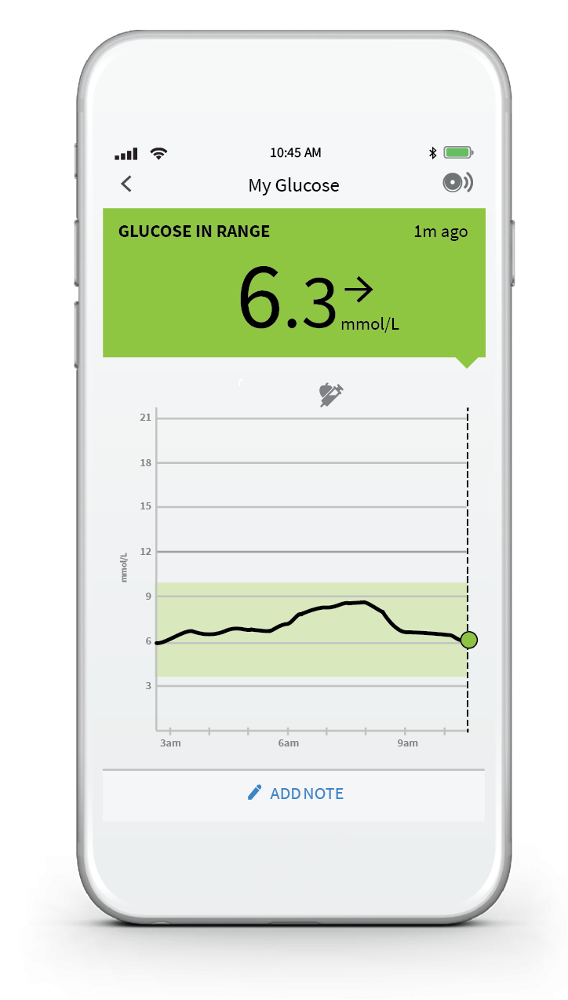 10:45 AM
My Glucose
GLUCOSE IN RANGE
1m ago
6.3
mmol/L
21
18
15
12
mmol/L
9
6
3
3am 6am 9am
ADD NOTE